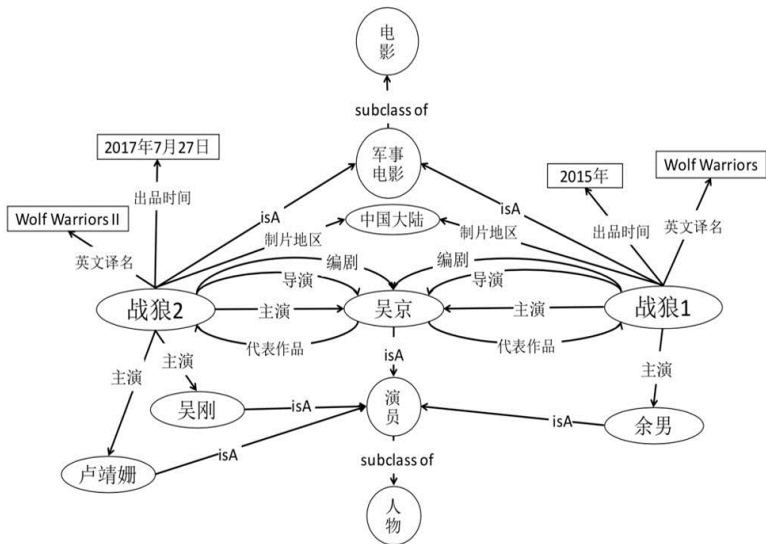 电
影
subclass of
军事
电影
2017年7月27日
Wolf Warriors
2015年
出品时间
isA
isA
Wolf Warriors II
中国大陆
出品时间
英文译名
制片地区
制片地区
英文译名
编剧
编剧
导演
导演
战狼2
主演
吴京
主演
战狼1
代表作品
代表作品
主演
主演
isA
主演
吴刚
isA
演
员
isA
余男
卢靖姗
isA
subclass of
人
物